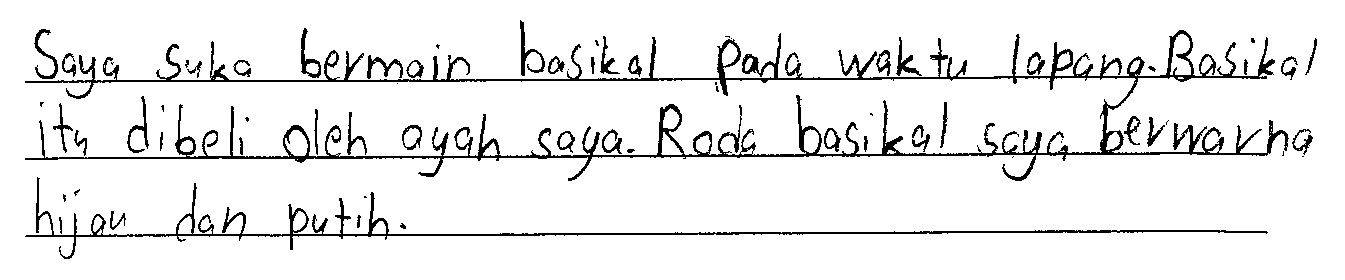 Saya suka bermain basikal pada waktu lapang. Basikal
itu dibeli oleh ayah saya. Roda basikal saya berwarna
hijau dan putih.